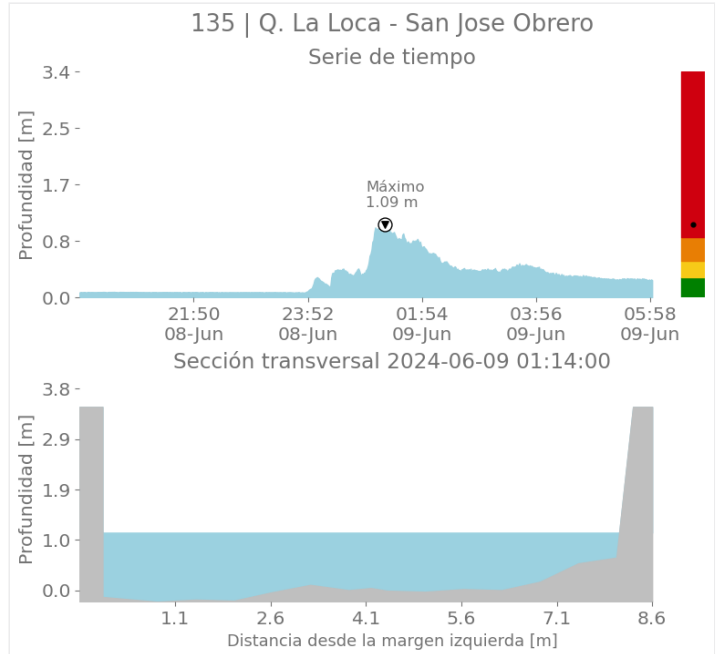 135 | Q. La Loca - San Jose Obrero
Serie de tiempo
Profundidad [m]
3.4
2.5
1.7
0.8
0.0
Máximo
1.09 m
21:50 23:52 01:54 03:56 05:58
08-Jun 08-Jun 09-Jun 09-Jun 09-Jun
Sección transversal 2024-06-09 01:14:00
Profundidad [m]
3.8
2.9
1.9
1.0
0.0
1.1 2.6 4.1 5.6 7.1 8.6
Distancia desde la margen izquierda [m]